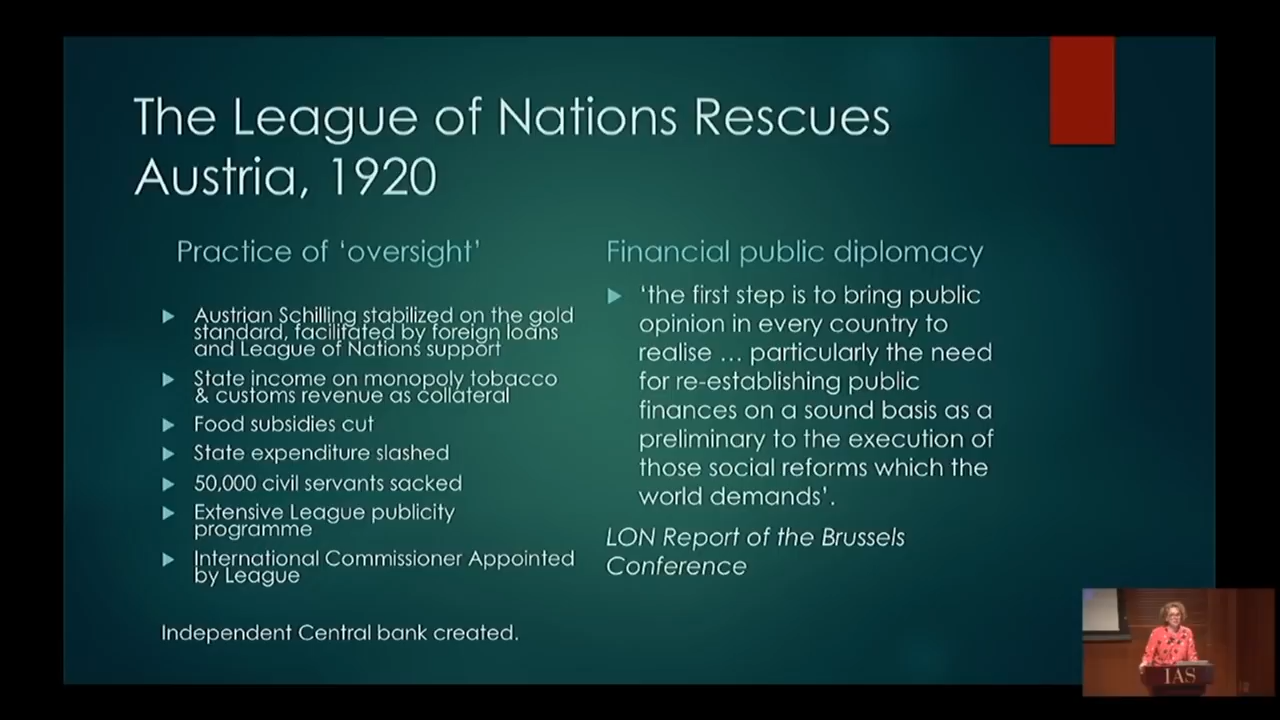 The League of Nations Rescues
Austria, 1920
Practice of ‘oversight’
Austrian Schilling stabilized on the gold
standard, facilitated by foreign loans
and League of Nations support
State income on monopoly tobacco
& customs revenue as collateral
Food subsidies cut
State expenditure slashed
50,000 civil servants sacked
Extensive League publicity
programme
International Commissioner Appointed
by League
Independent Central bank created.
Financial public diplomacy
‘the first step is to bring public
opinion in every country to
realise … particularly the need
for re-establishing public
finances on a sound basis as a
preliminary to the execution of
those social reforms which the
world demands’.
LON Report of the Brussels
Conference
IAS